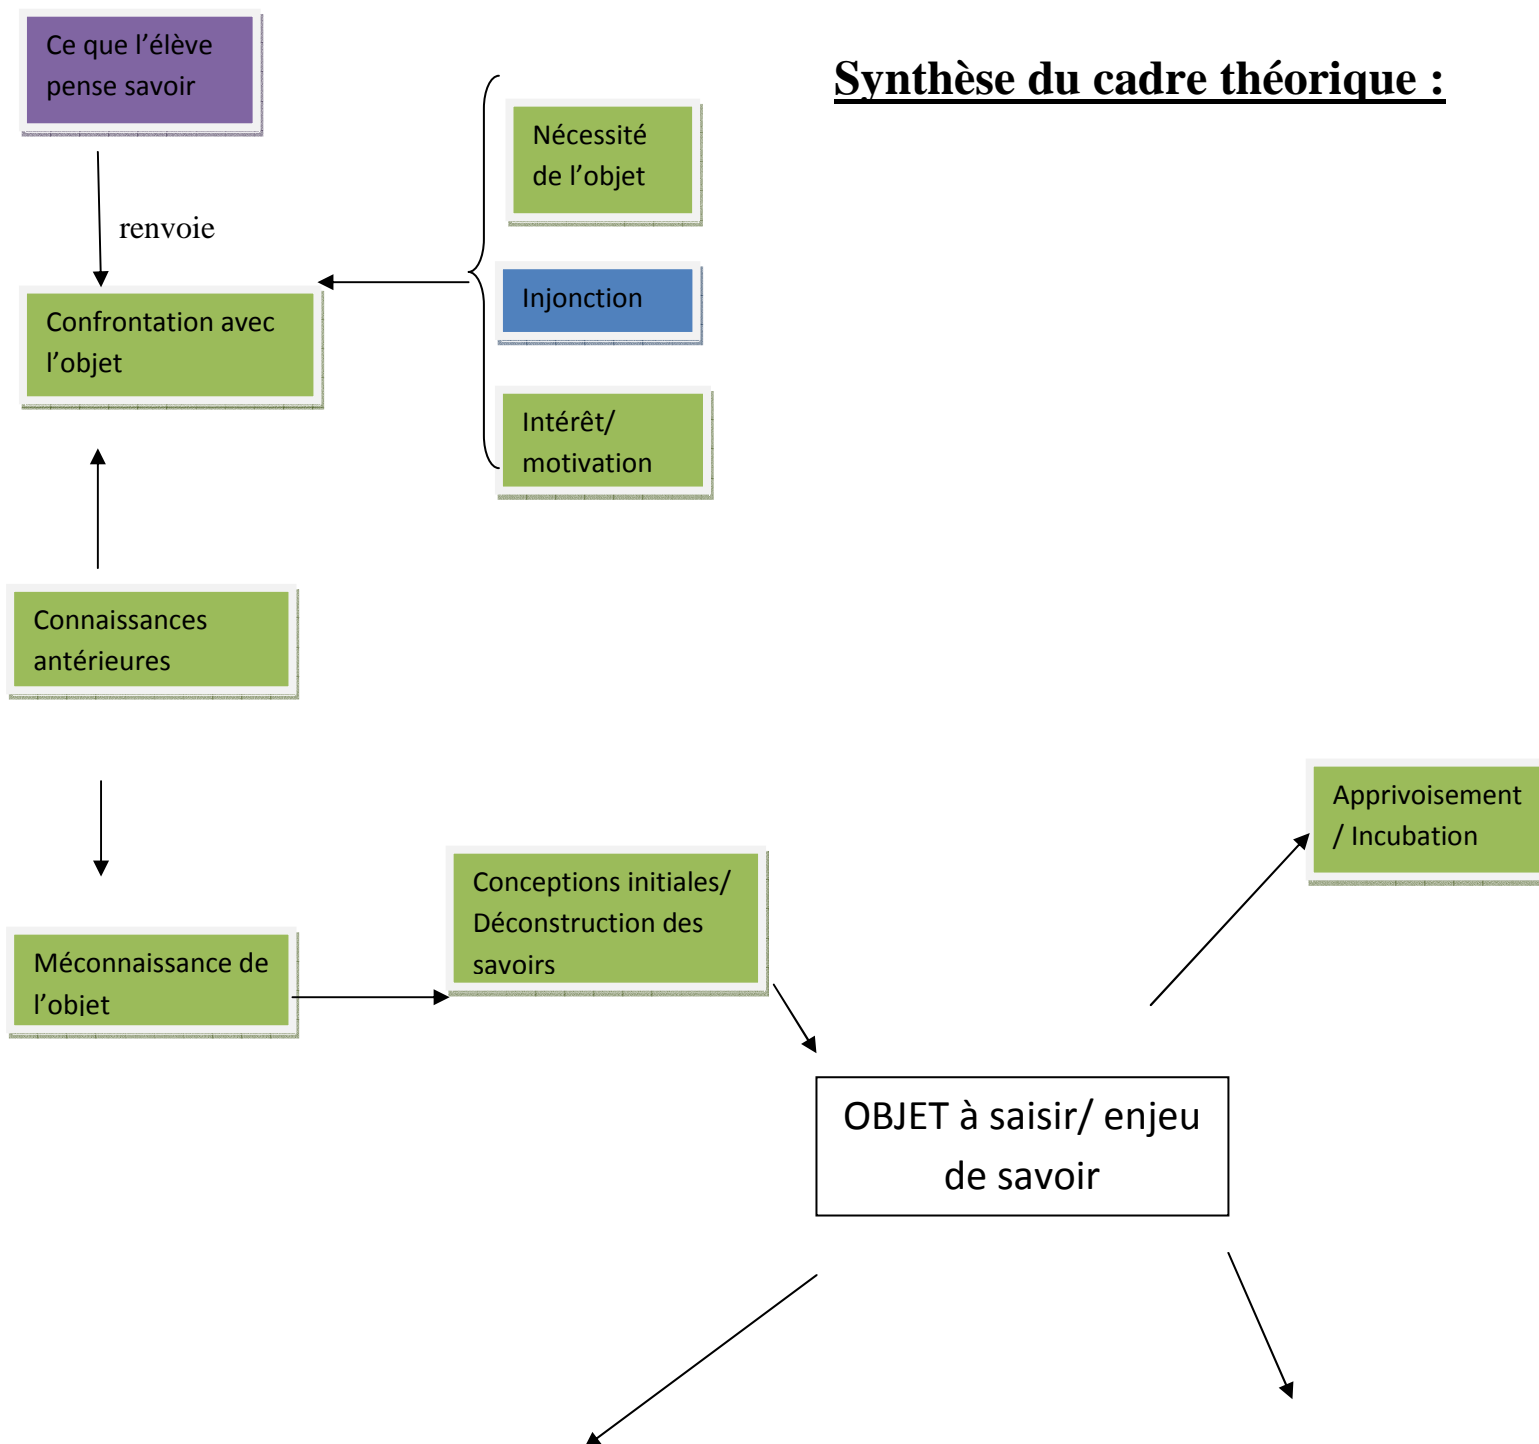 Synthèse du cadre théorique :
Ce que l’élève
pense savoir
renvoie
Confrontation avec
l’objet
Nécessité
de l’objet
Injonction
Intérêt/
motivation
Connaissances
antérieures
Méconnaissance de
l’objet
Conceptions initiales/
Déconstruction des
savoirs
Apprivoisement
/ Incubation
OBJET à saisir/ enjeu
de savoir